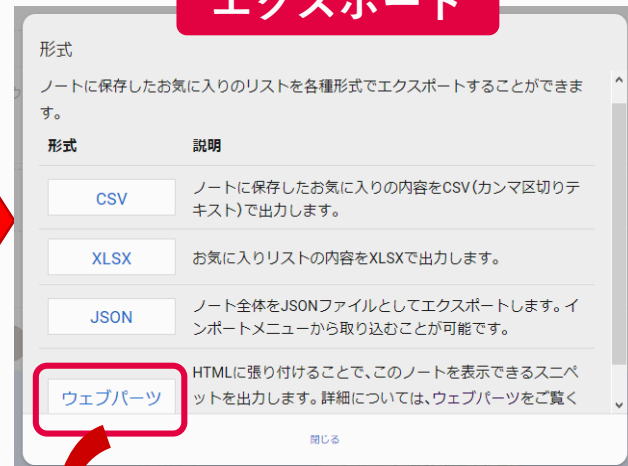 エクスポート
形式
ノートに保存したお気に入りのリストを各種形式でエクスポートすることができま
す。
形式 説明
CSV ノートに保存したお気に入りの内容をCSV(カンマ区切りテ
キスト)で出力します。
XLSX お気に入りリストの内容をXLSXで出力します。
JSON ノート全体をJSONファイルとしてエクスポートします。イ
ンポートメニューから取り込むことが可能です。
ウェブパーツ HTMLに張り付けることで、このノートを表示できるスニペ
ットを出力します。詳細については、ウェブパーツをご覧く
閉じる